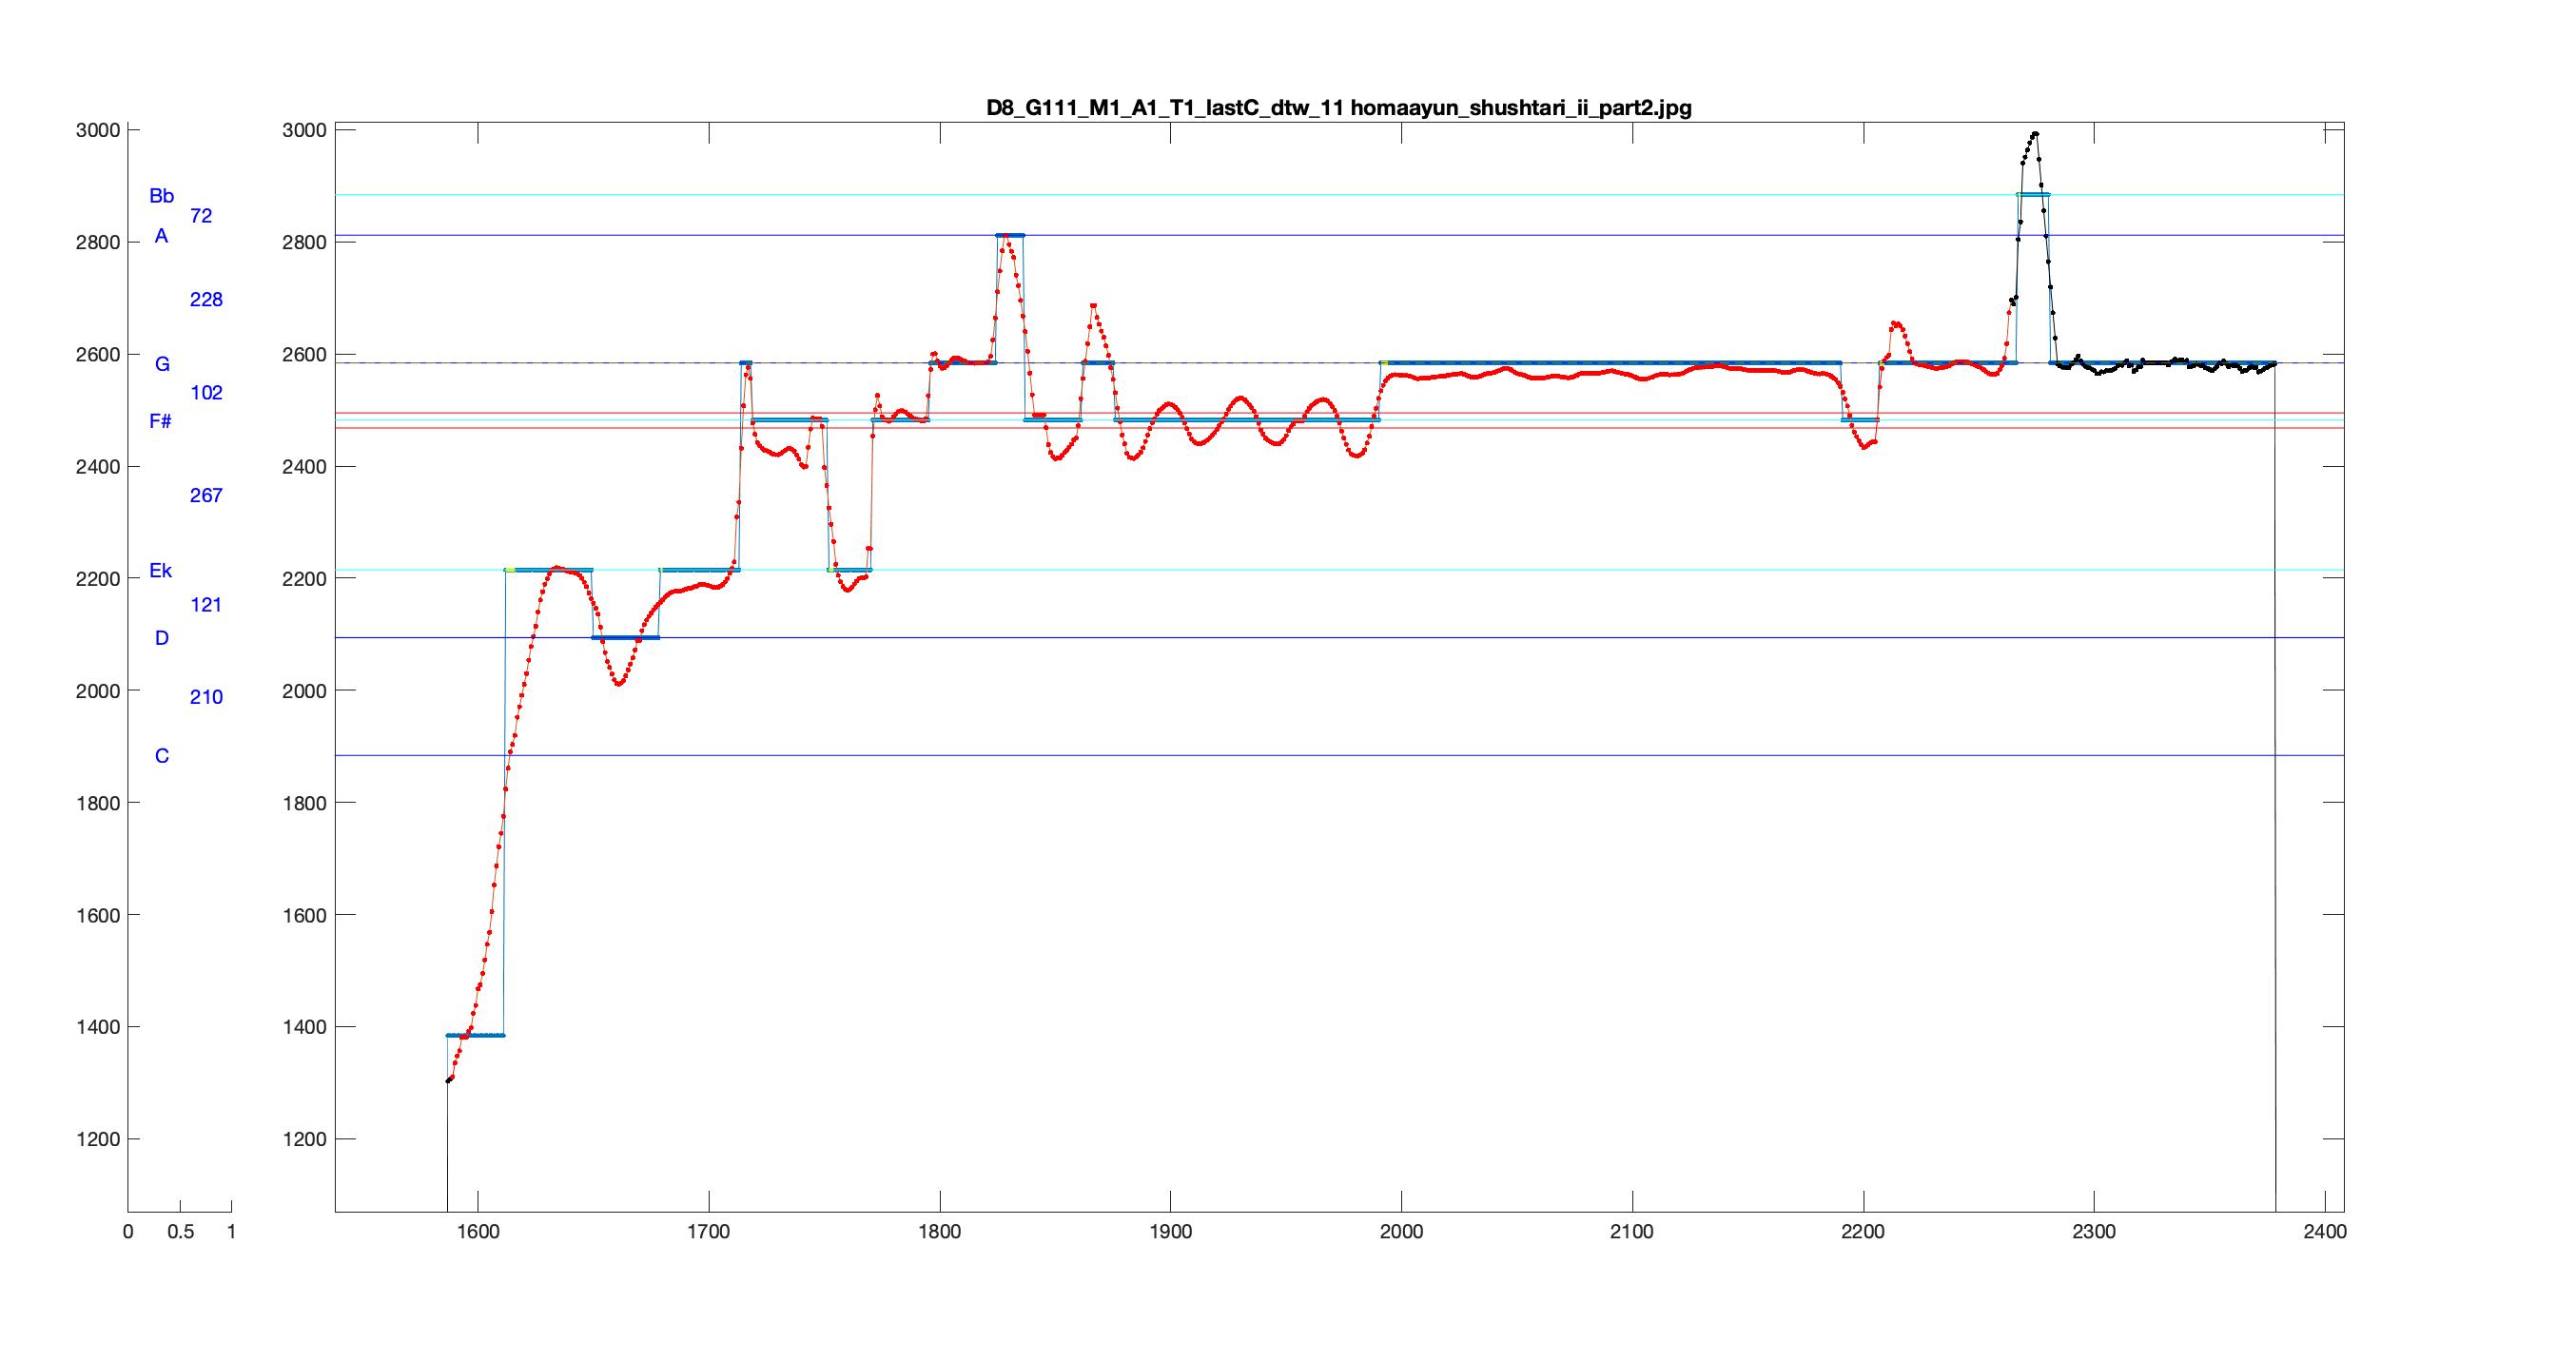 D8_G111_M1_A1_T1_lastC_dtw_11 homaayun_shushtari_ii_part2.jpg
3000 3000
Bb
72
A
2800 2800
228
2600 G 2600
102
F#
2400 2400
267
Ek
2200 2200
121
D
2000 210 2000
C
1800 1800
1600 1600
1400 1400
1200 1200
0 0.5 1 1600 1700 1800 1900 2000 2100 2200 2300 2400